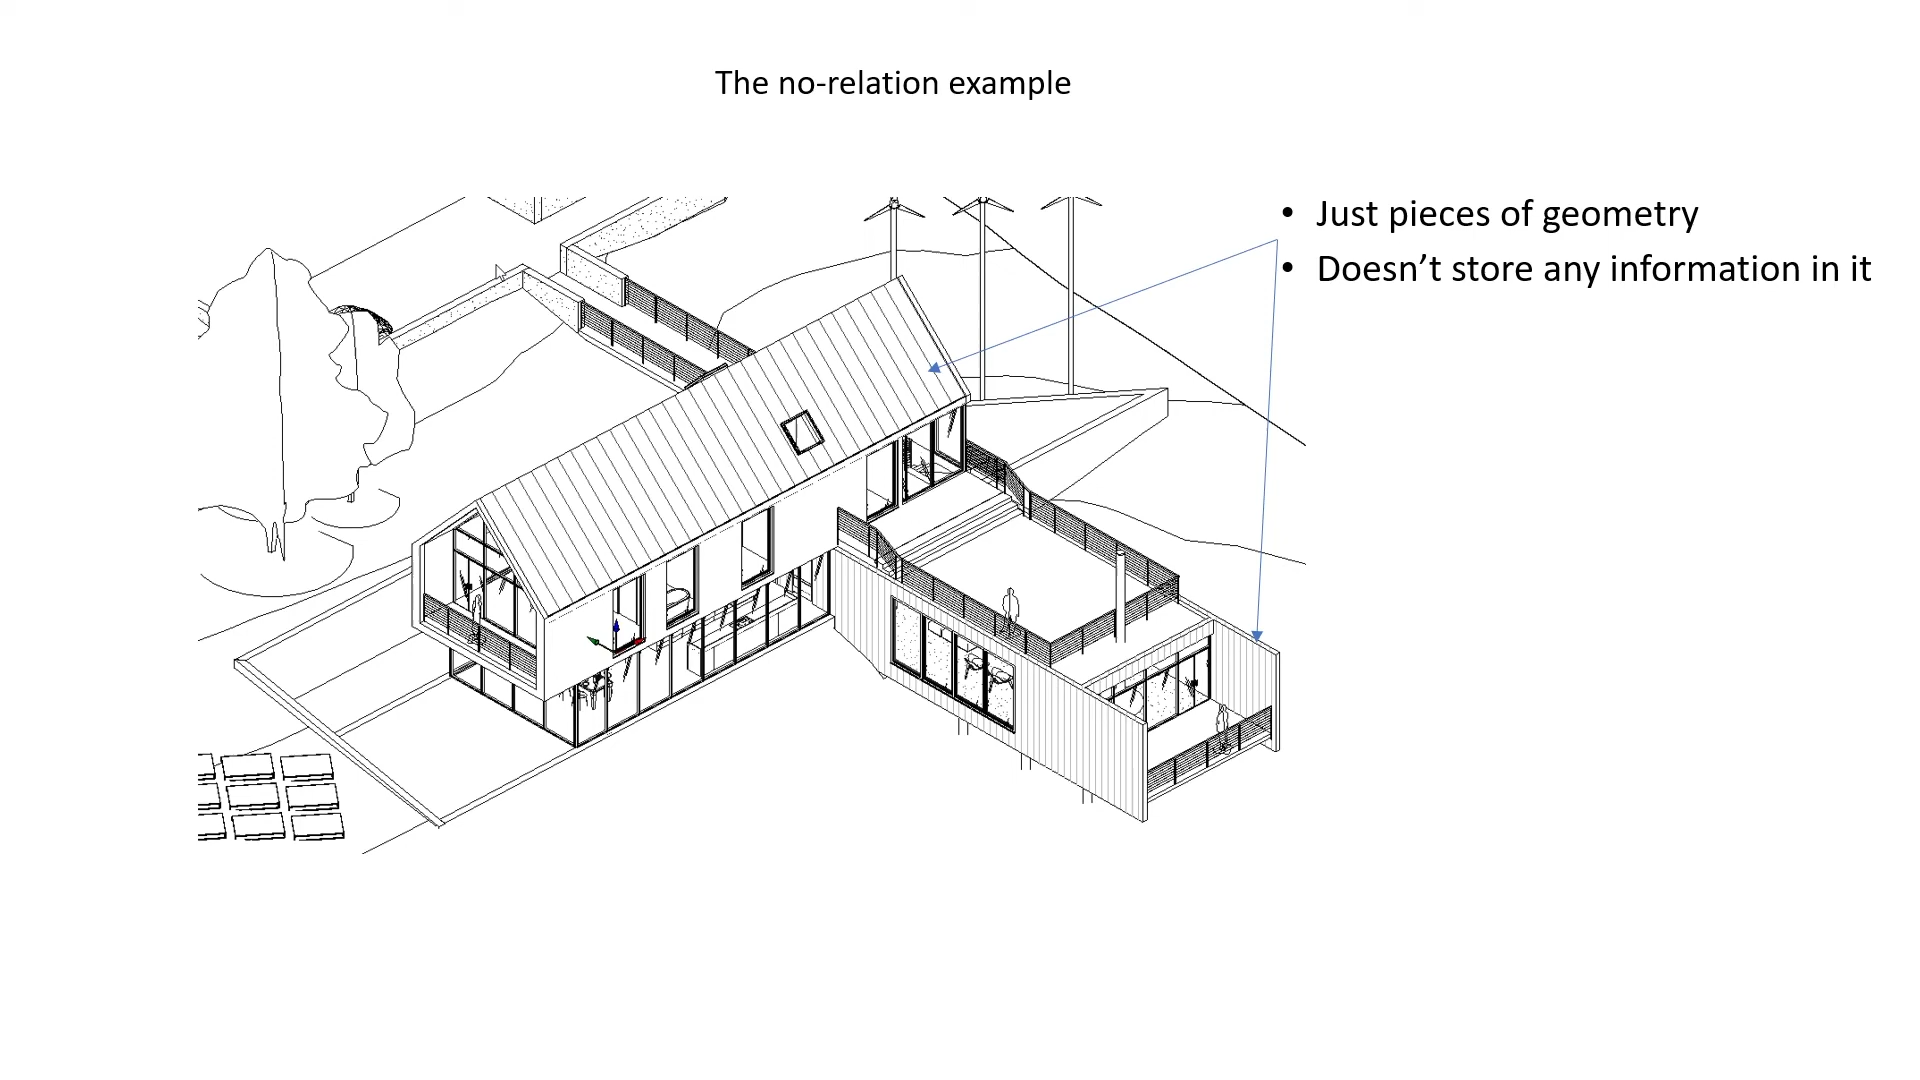 The no-relation example
• Just pieces of geometry
• Doesn’t store any information in it